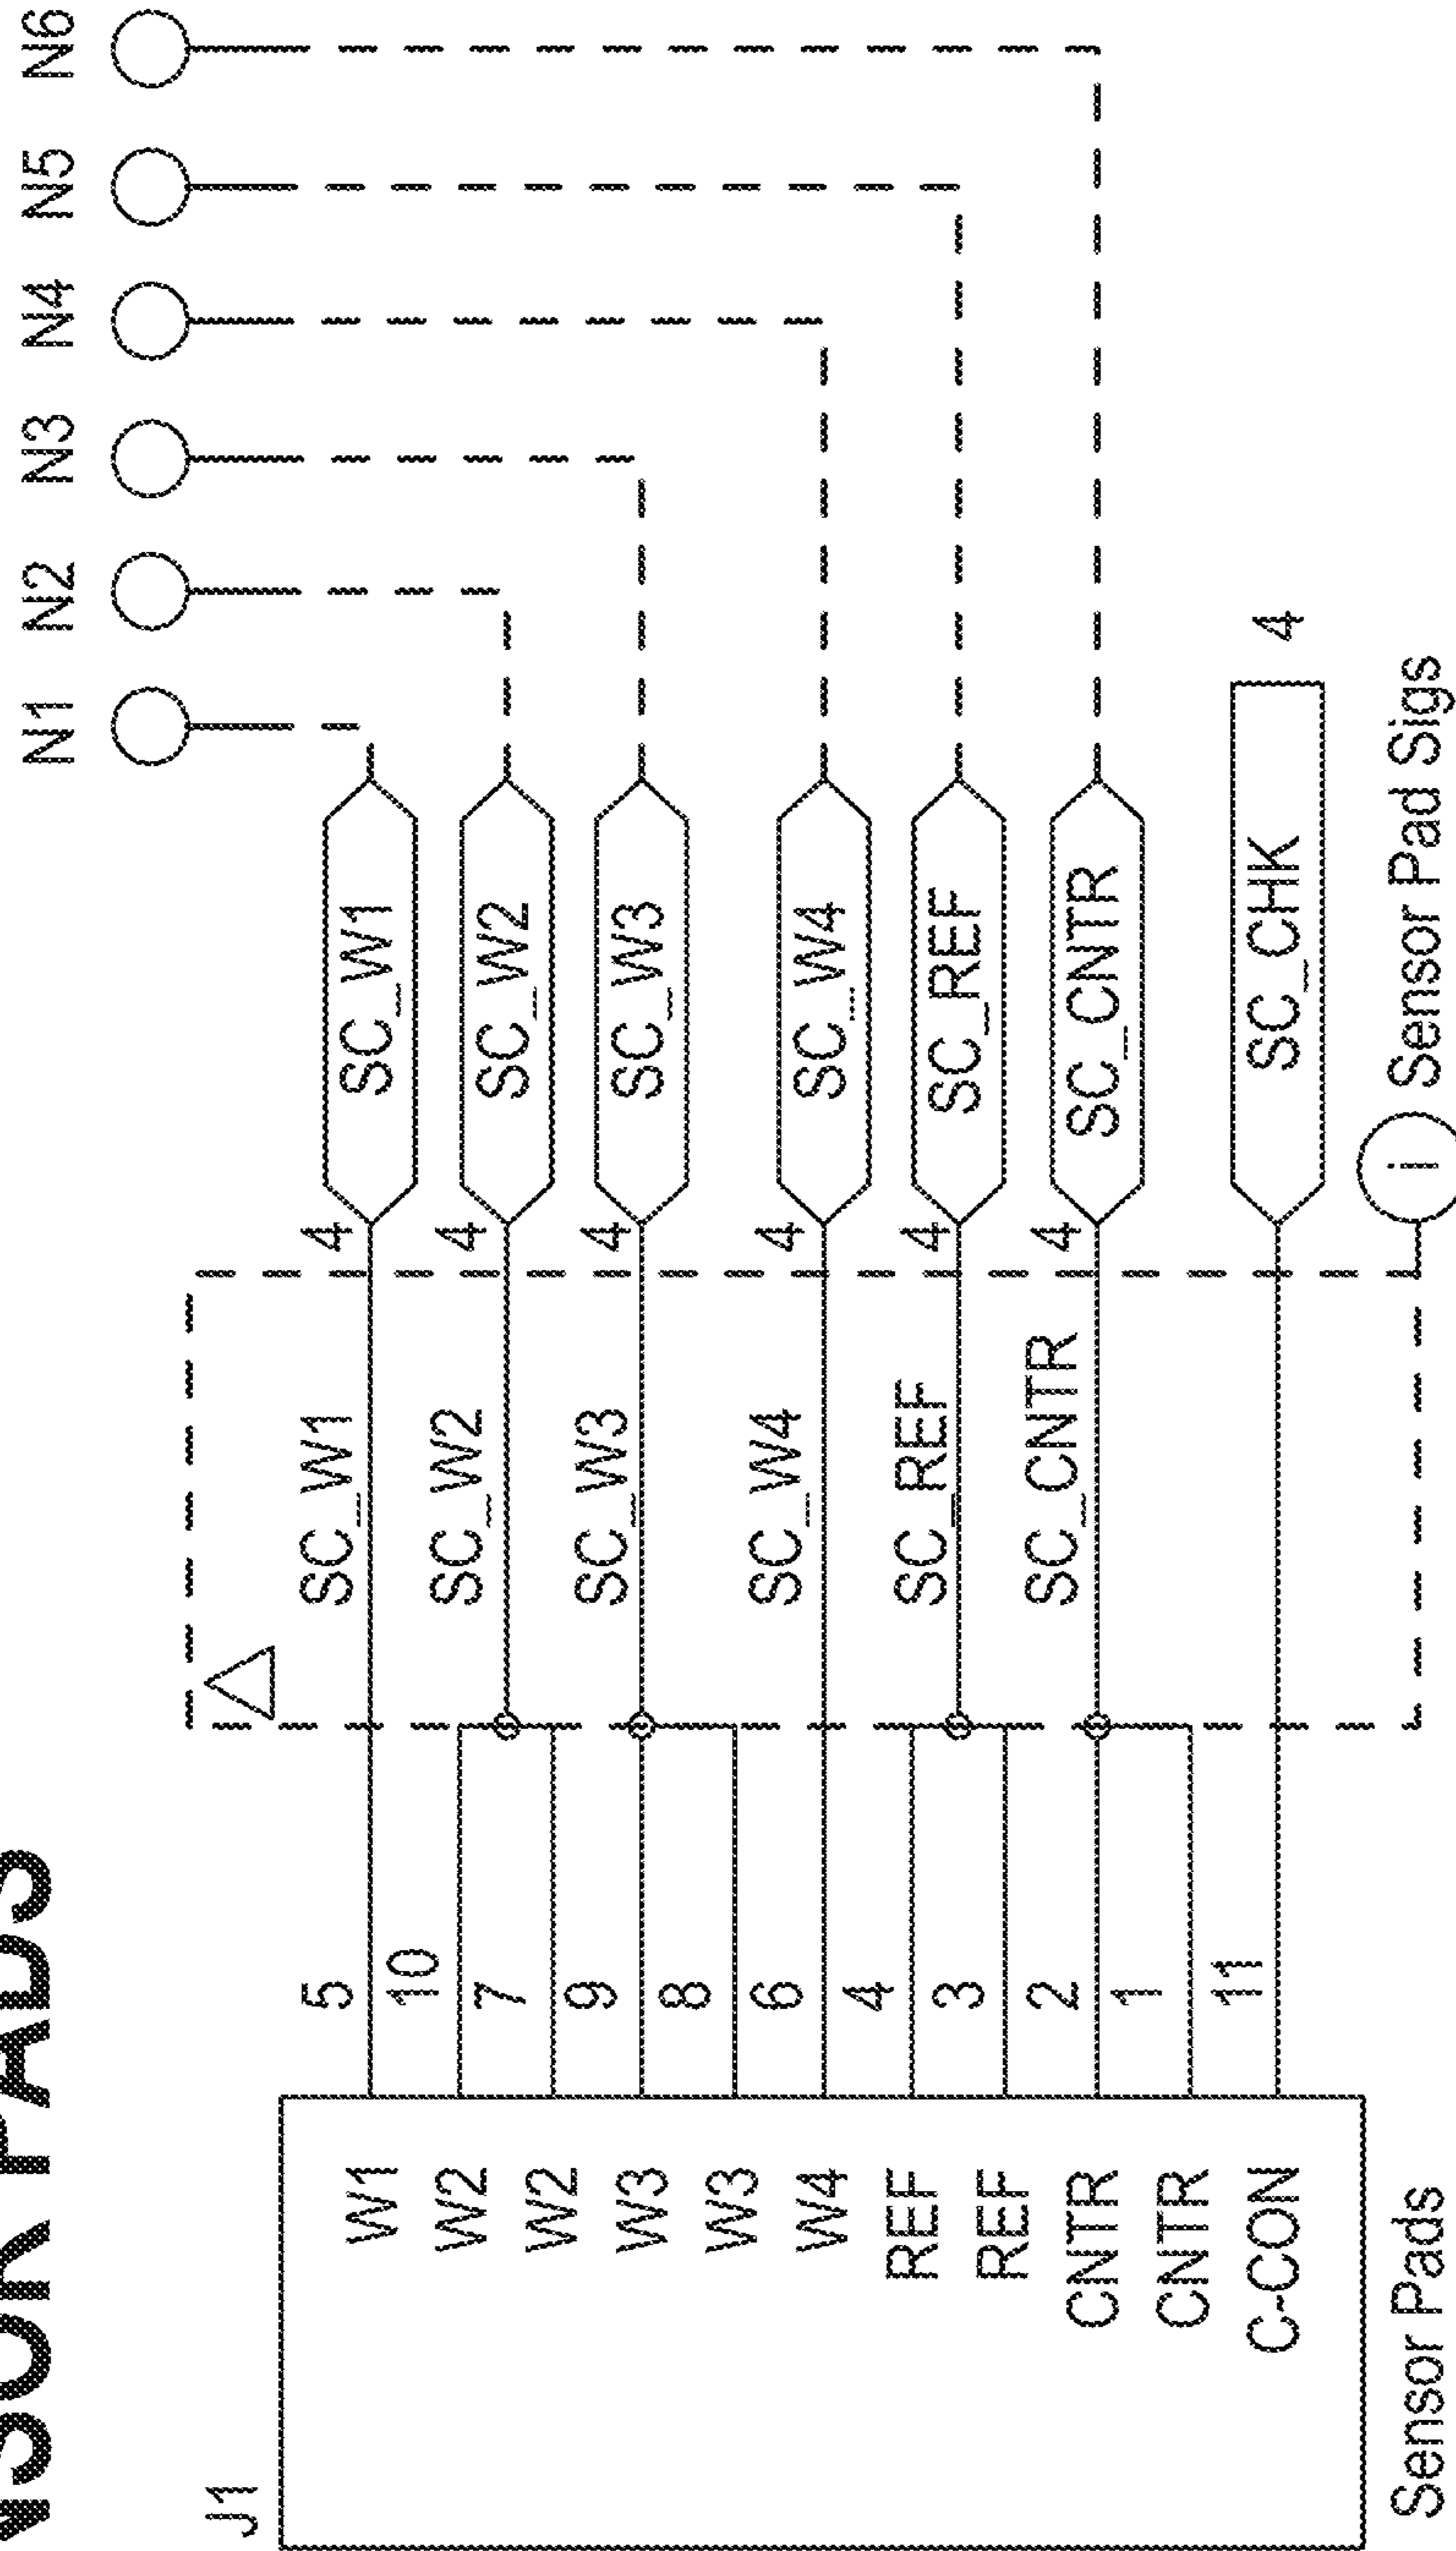 SOR PADS
N1 N2 N3 N4 N5 N6
J1
W1 5 SC_W1 4 SC_W1
W2 10 SC_W2 4 SC_W2
W2 7
W3 9 SC_W3 4 SC_W3
W3 8
W4 6 SC_W4 4 SC_W4
REF 4 SC_REF 4 SC_REF
REF 3
CNTR 2 SC_CNTR 4 SC_CNTR
CNTR 1
C-CON 11 SC_CHK 4
Sensor Pads i Sensor Pad Sigs